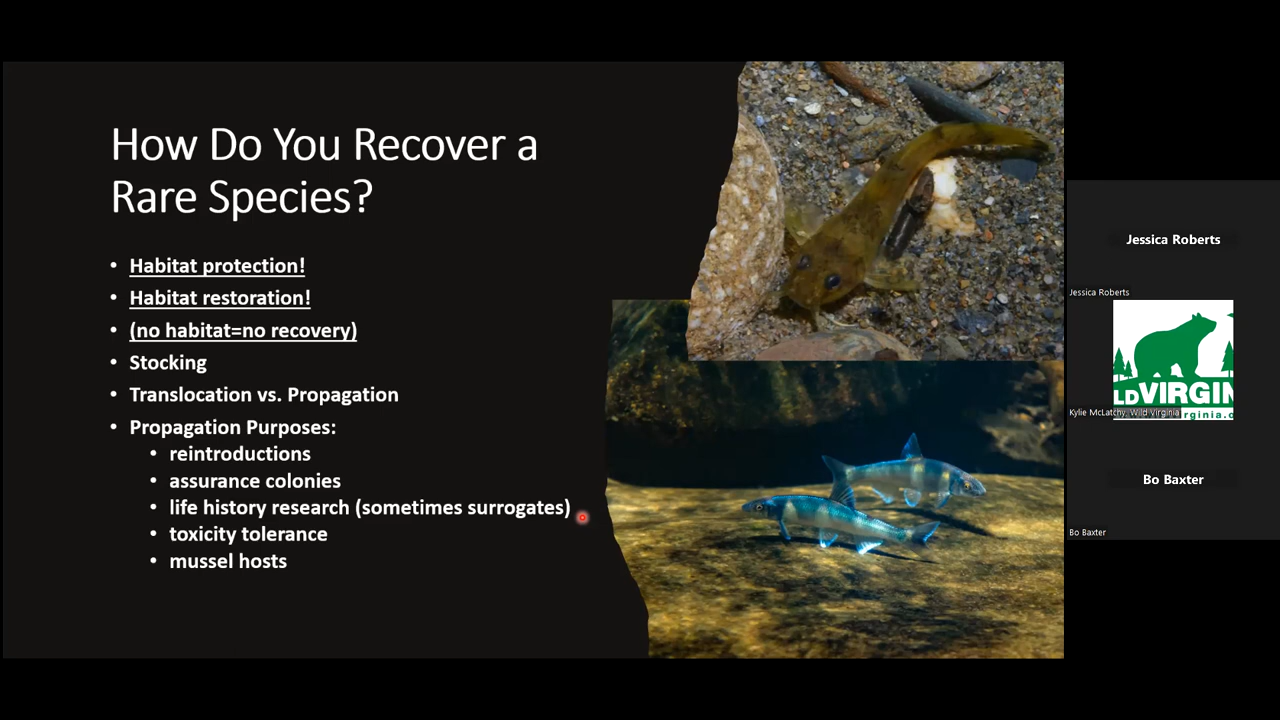 How Do You Recover a
Rare Species?
• Habitat protection!
• Habitat restoration!
• (no habitat=no recovery)
• Stocking
• Translocation vs. Propagation
• Propagation Purposes:
• reintroductions
• assurance colonies
• life history research (sometimes surrogates)
• toxicity tolerance
• mussel hosts
Jessica Roberts
Jessica Roberts
LDVIRGIN
Kylie McLatchy, Wild Virginia
rginia.o
Bo Baxter
Bo Baxter